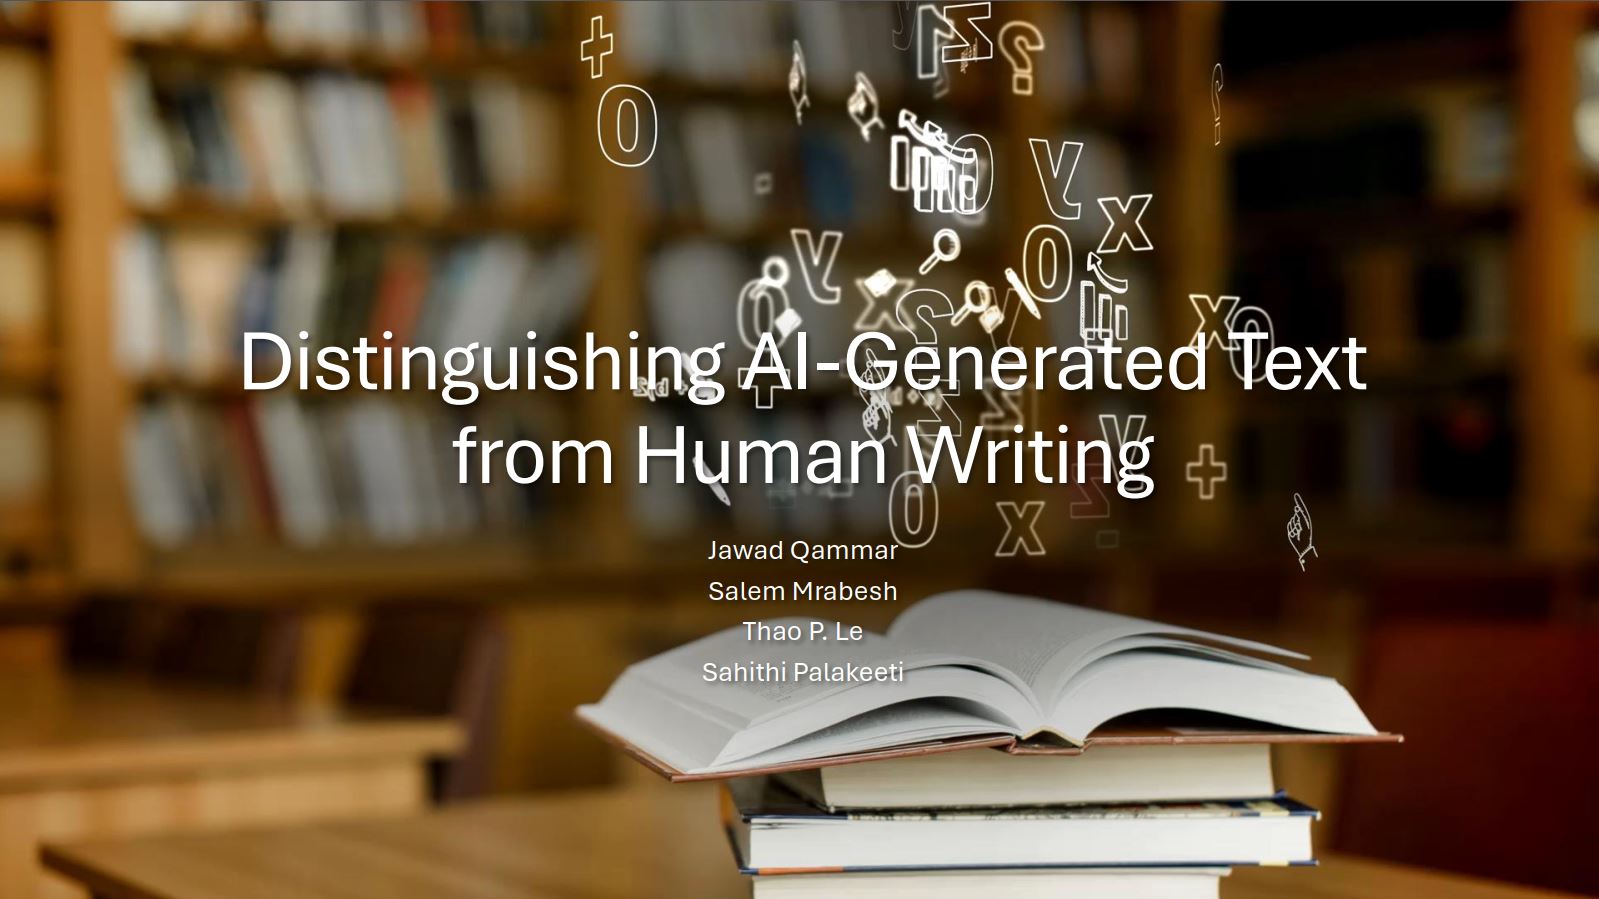 Distinguishing AI-Generated Text
from Human Writing
Jawad Qammar
Salem Mrabesh
Thao P. Le
Sahithi Palakeeti